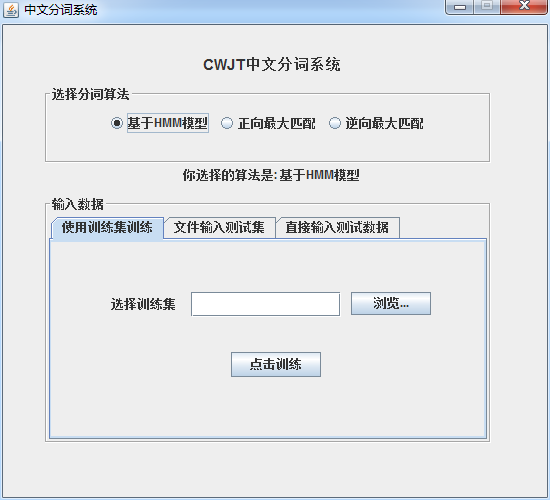 中文分词系统
CWJT中文分词系统
选择分词算法
基于HMM模型 正向最大匹配 逆向最大匹配
你选择的算法是:基于HMM模型
输入数据
使用训练集训练 文件输入测试集 直接输入测试数据
选择训练集 浏览...
点击训练